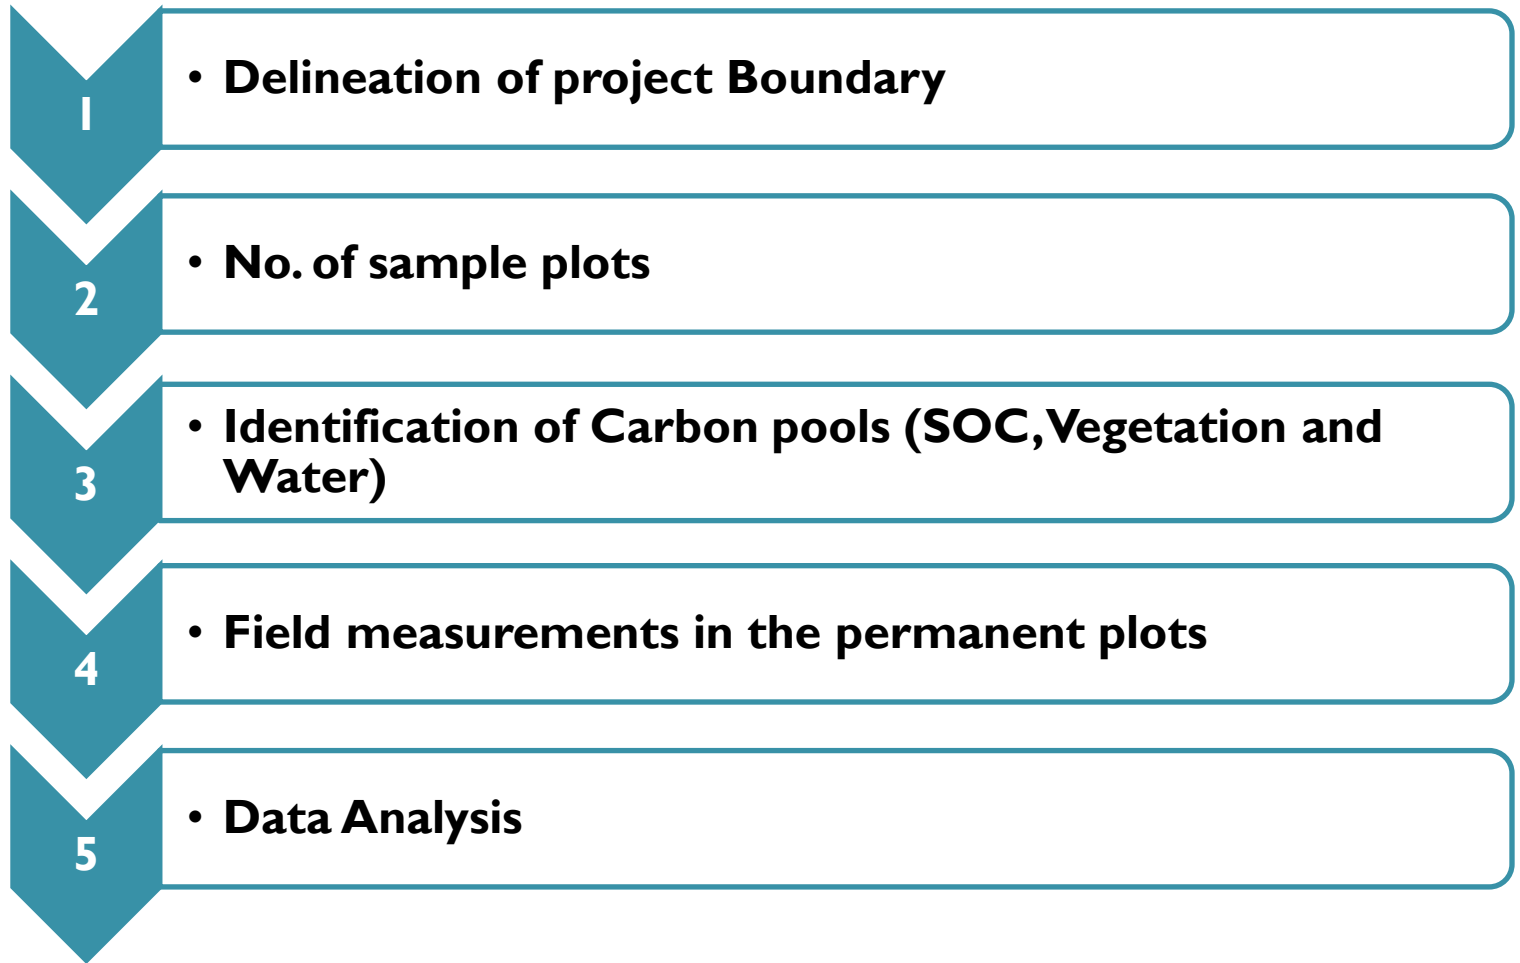 1
• Delineation of project Boundary
2
• No. of sample plots
3
• Identification of Carbon pools (SOC, Vegetation and
Water)
4
• Field measurements in the permanent plots
5
• Data Analysis